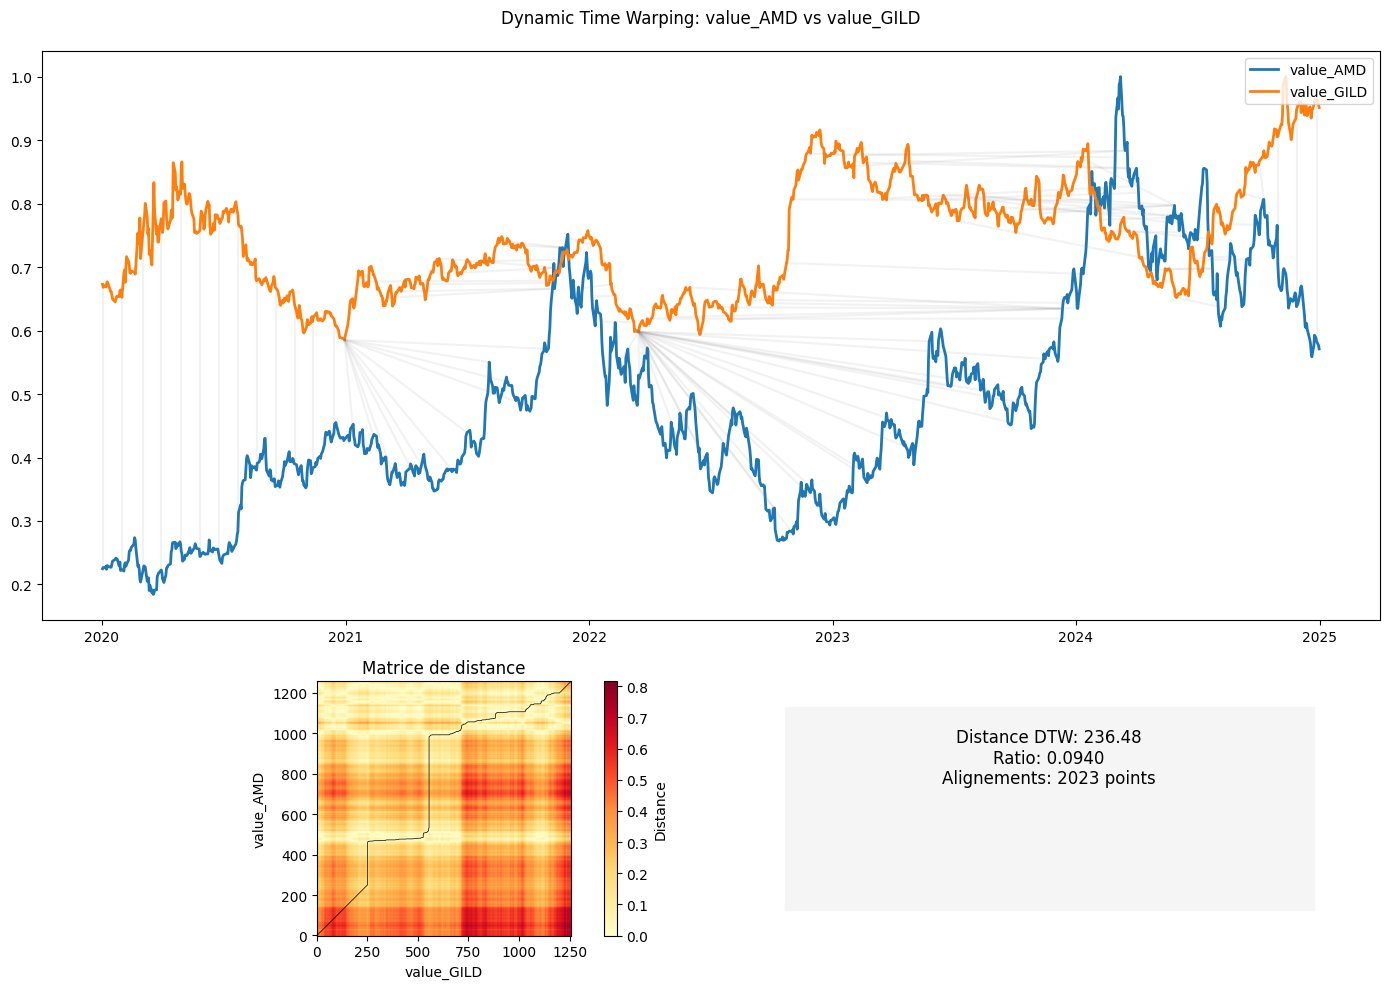 Dynamic Time Warping: value_AMD vs value_GILD
value_AMD
value_GILD
1.0
0.9
0.8
0.7
0.6
0.5
0.4
0.3
0.2
2020 2021 2022 2023 2024 2025
Matrice de distance
value_AMD
1200
1000
800
600
400
200
0
0 250 500 750 1000 1250
value_GILD
0.8
0.7
0.6
0.5
0.4
0.3
0.2
0.1
0.0
Distance
Distance DTW: 236.48
Ratio: 0.0940
Alignements: 2023 points